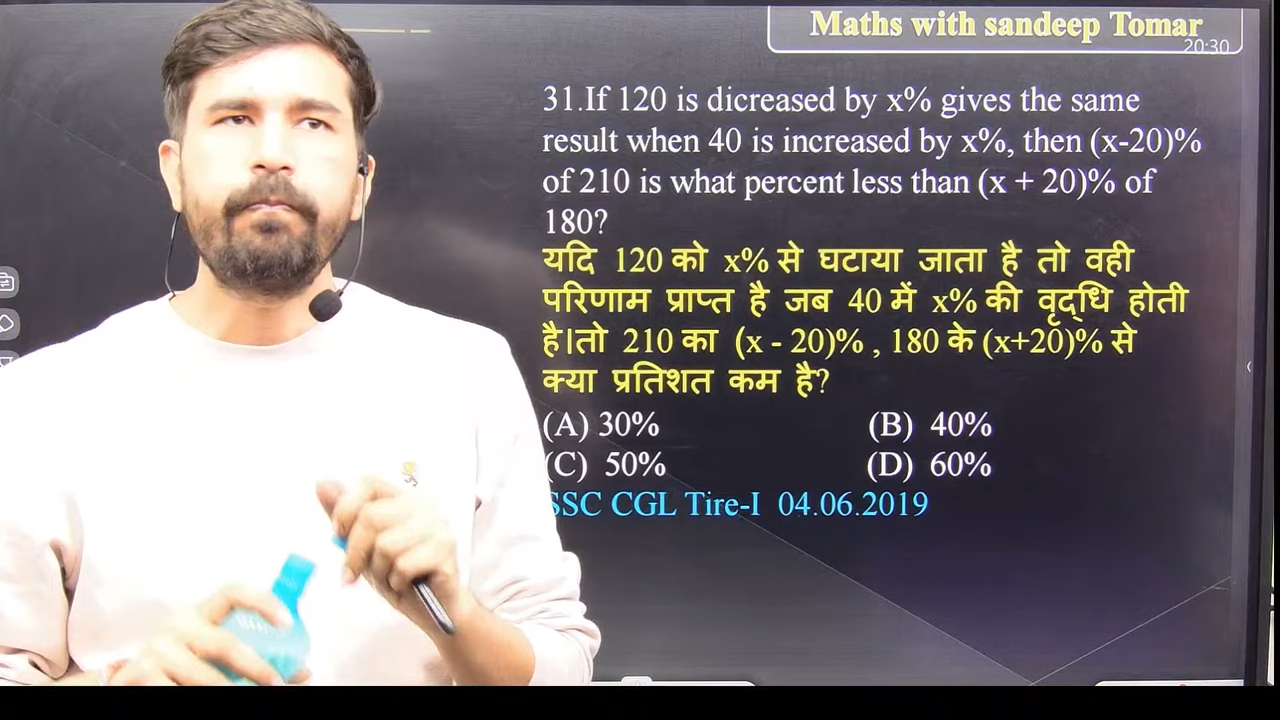 Maths with sandeep Tomar
20:30
31.If 120 is dicreased by x% gives the same
result when 40 is increased by x%, then (x-20)%
of 210 is what percent less than (x + 20)% of
180?
यदि 120 को x% से घटाया जाता है तो वही
परिणाम प्राप्त है जब 40 में x% की वृद्धि होती
है।तो 210 का (x - 20)% , 180 के (x+20)% से
क्या प्रतिशत कम है?
(A) 30% (B) 40%
(C) 50% (D) 60%
SSC CGL Tire-I 04.06.2019